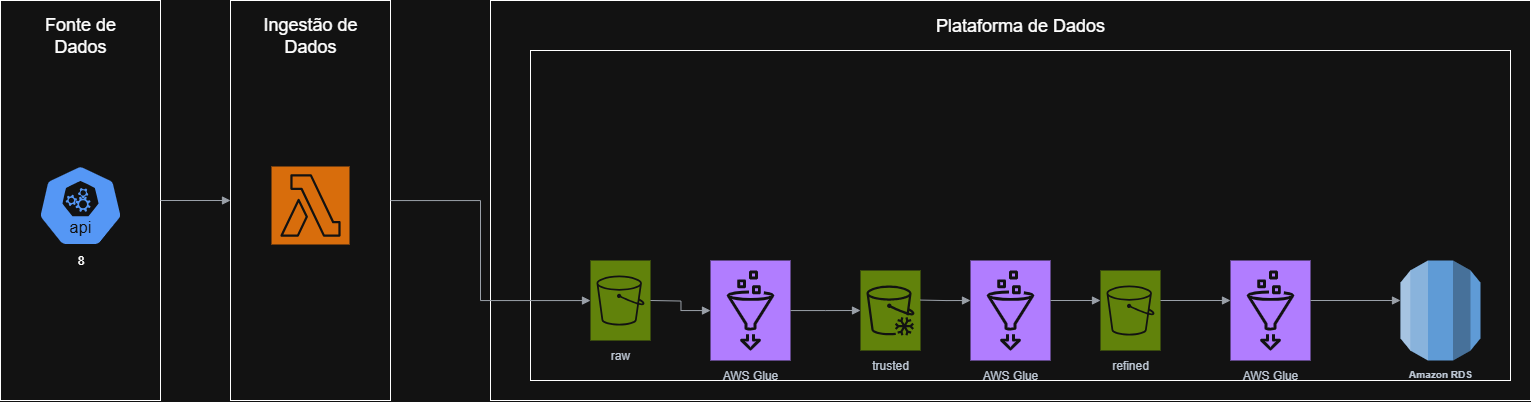 Fonte de
Dados
Ingestão de
Dados
Plataforma de Dados
api
8
raw
AWS Glue
trusted
AWS Glue
refined
AWS Glue
Amazon RDS